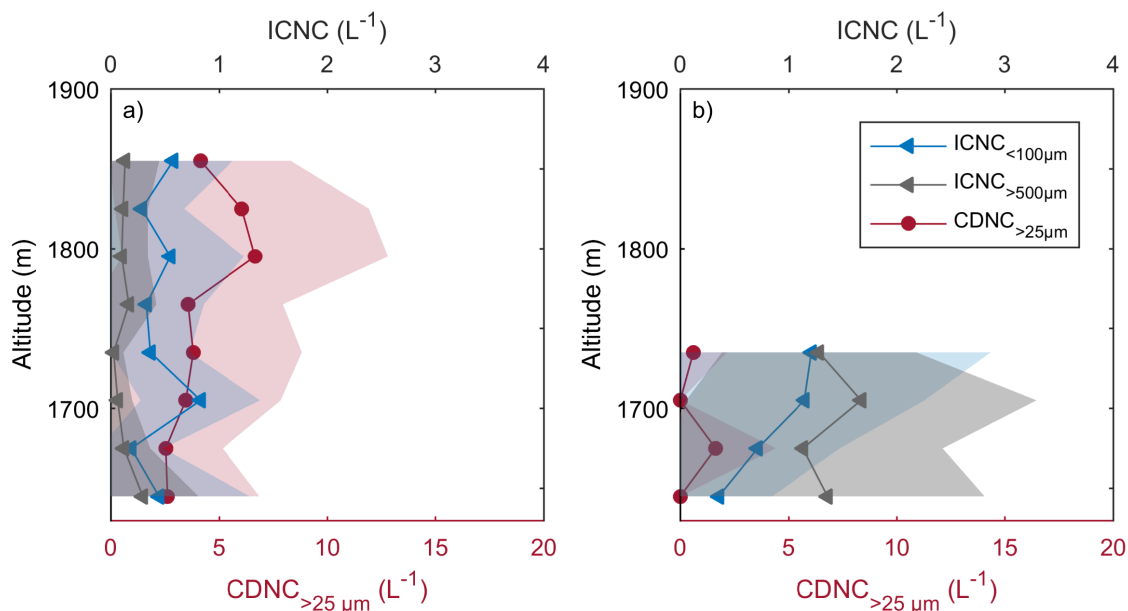 ICNC (L⁻¹)
ICNC (L⁻¹)
0 1 2 3 4
0 1 2 3 4
1900
1800
1700
Altitude (m)
a)
0 5 10 15 20
CDNC>25 μm (L⁻¹)
1900
1800
1700
Altitude (m)
b)
ICNC<100μm
ICNC>500μm
CDNC>25μm
0 5 10 15 20
CDNC>25 μm (L⁻¹)